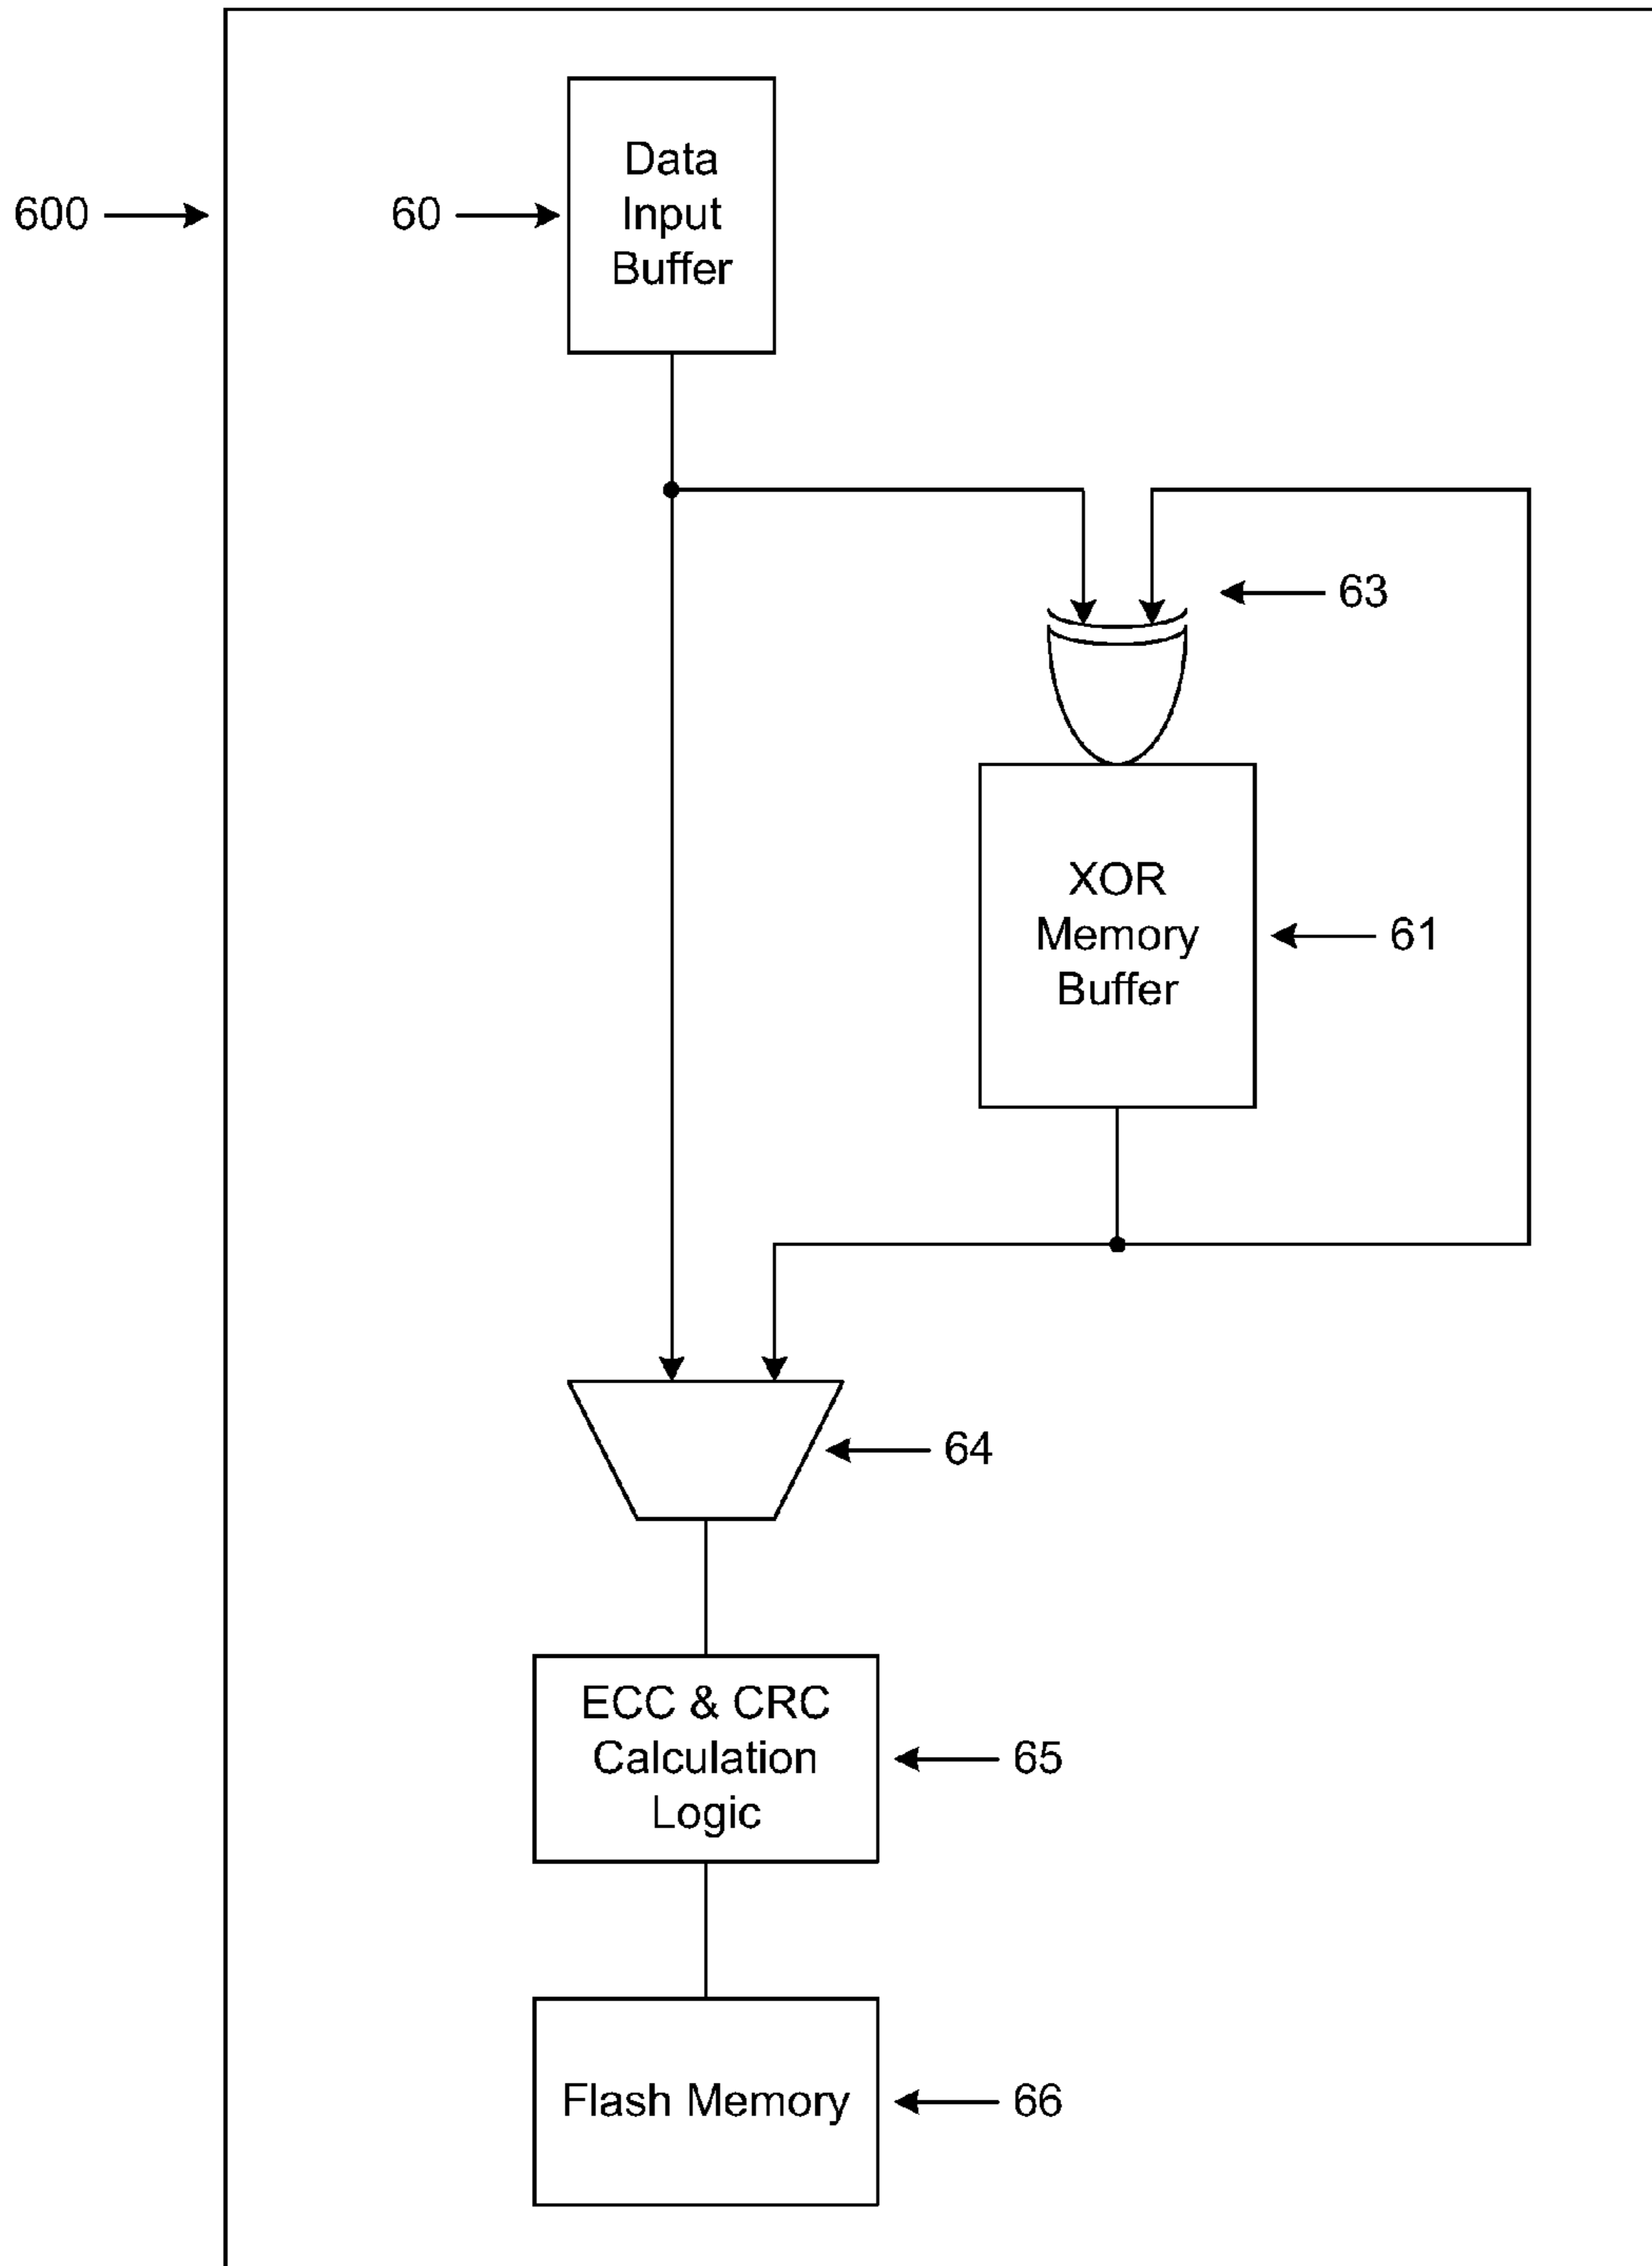 Data
Input
Buffer
600
60
63
XOR
Memory
Buffer
61
64
ECC & CRC
Calculation
Logic
65
Flash Memory
66